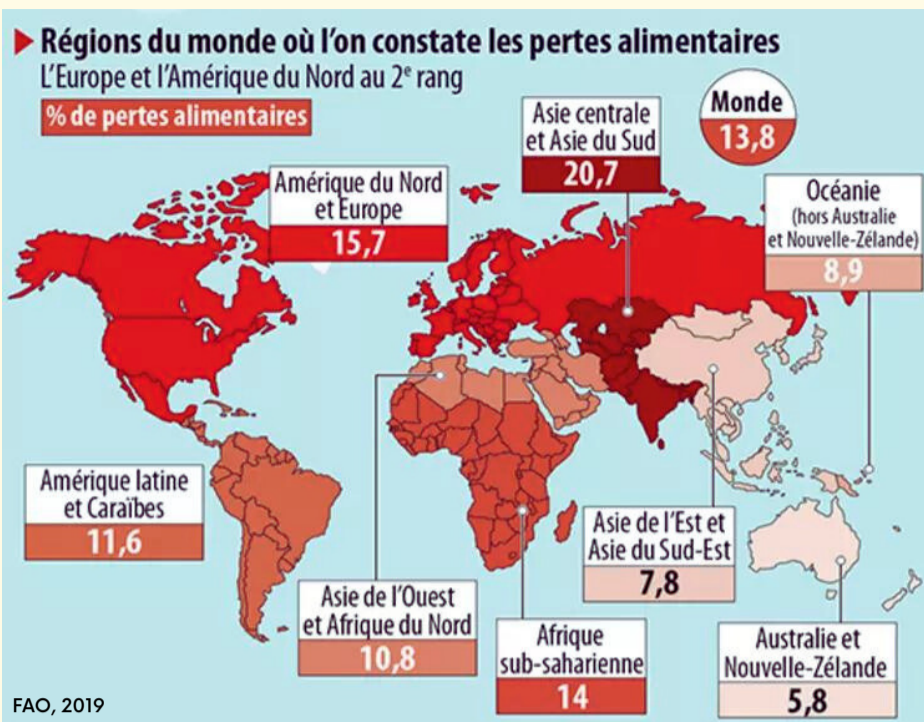 Régions du monde où l'on constate les pertes alimentaires
L'Europe et l'Amérique du Nord au 2e rang
% de pertes alimentaires
Monde
13,8
Asie centrale
et Asie du Sud
20,7
Amérique du Nord
et Europe
15,7
Océanie
(hors Australie
et Nouvelle-Zélande)
8,9
Amérique latine
et Caraïbes
11,6
Asie de l'Ouest
et Afrique du Nord
10,8
Afrique
sub-saharienne
14
Asie de l'Est et
Asie du Sud-Est
7,8
Australie et
Nouvelle-Zélande
5,8
FAO, 2019